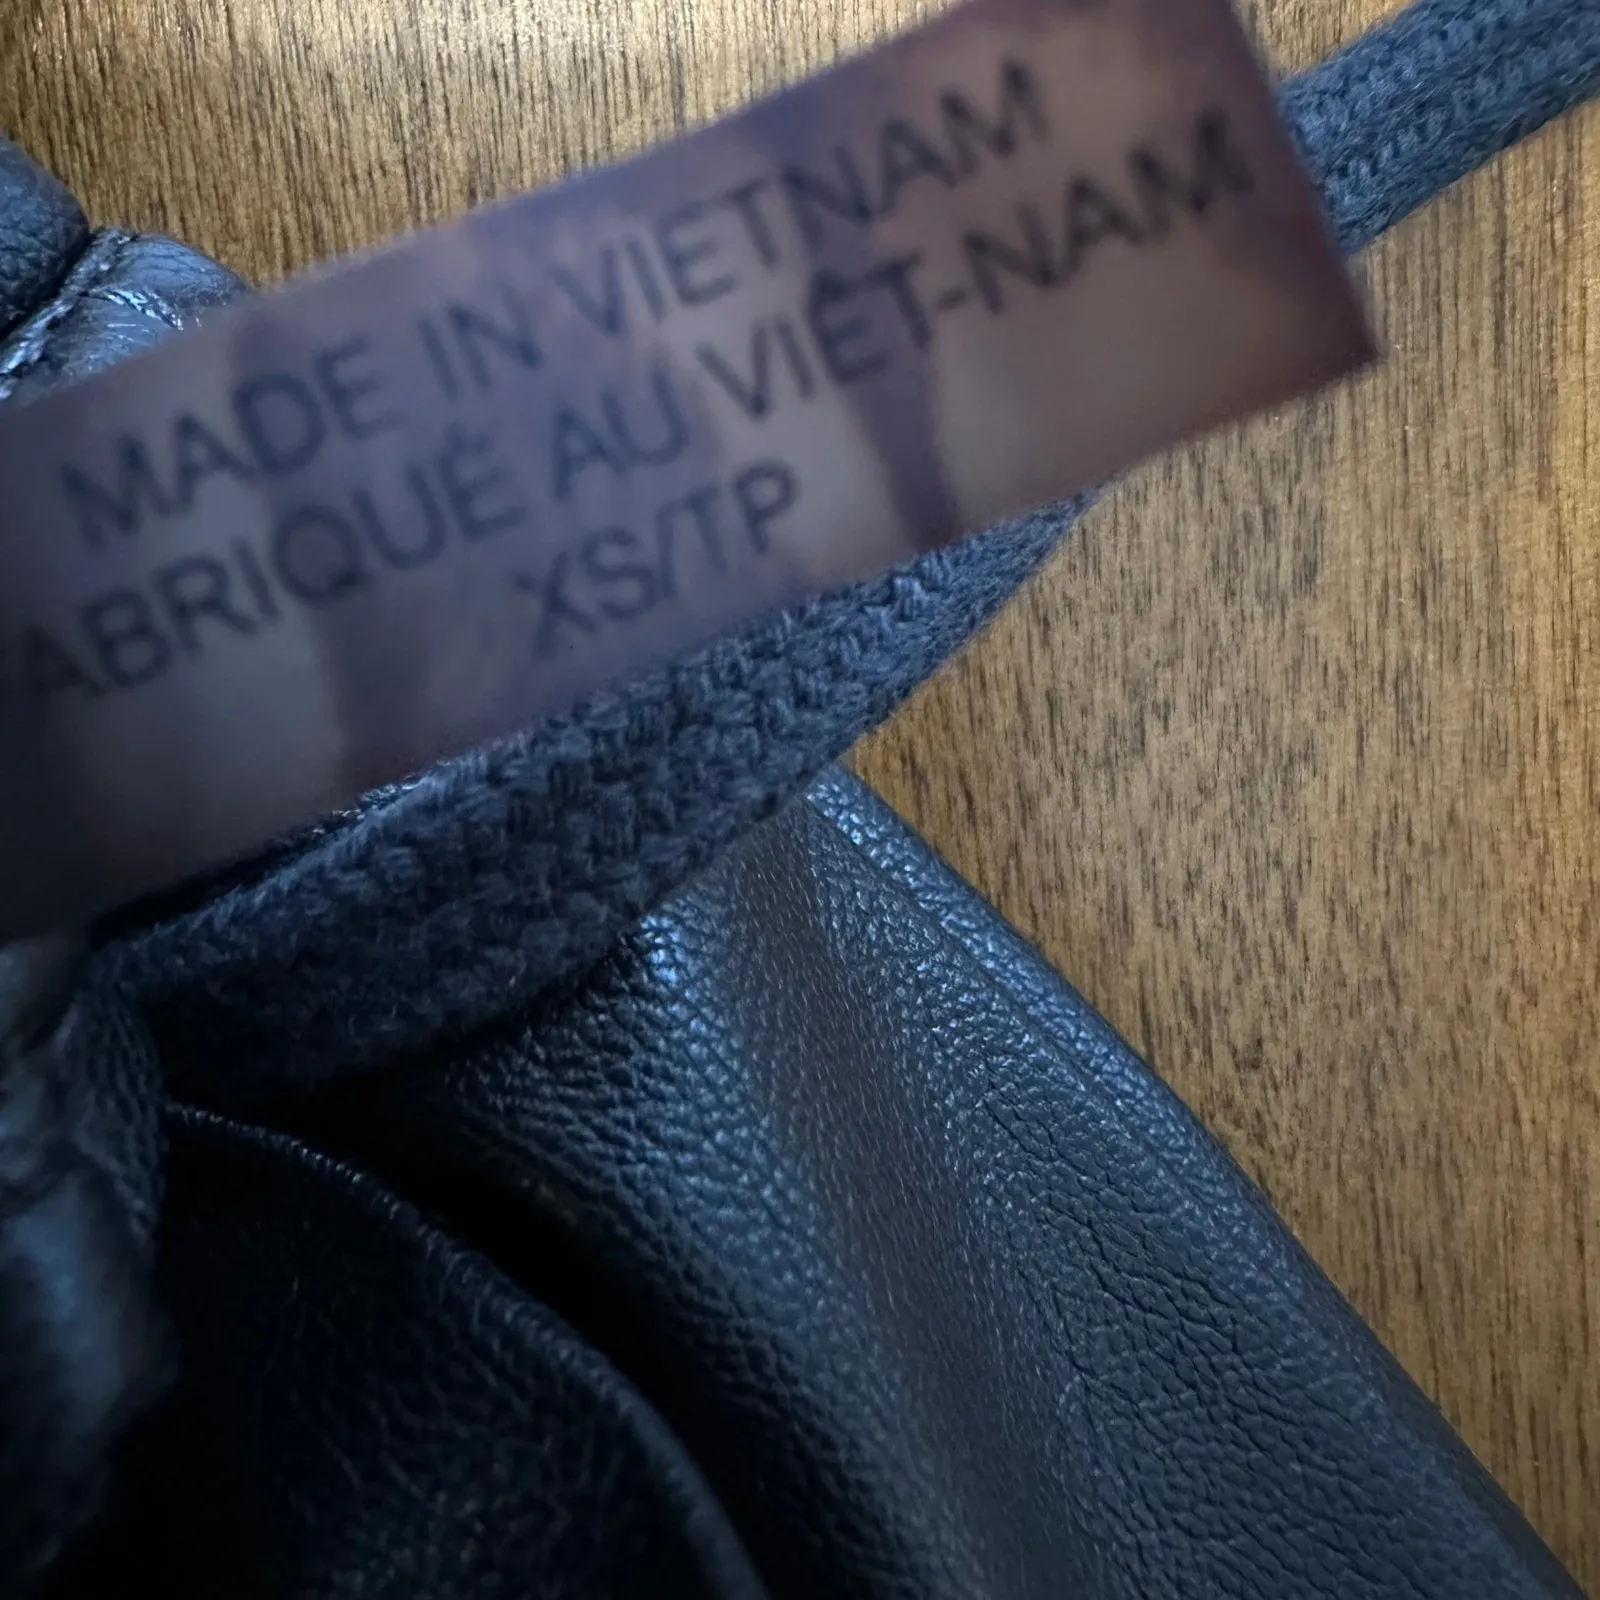 MADE IN VIETNAM
ABRIQUÉ AU VIÊT-NAM
XS/TP